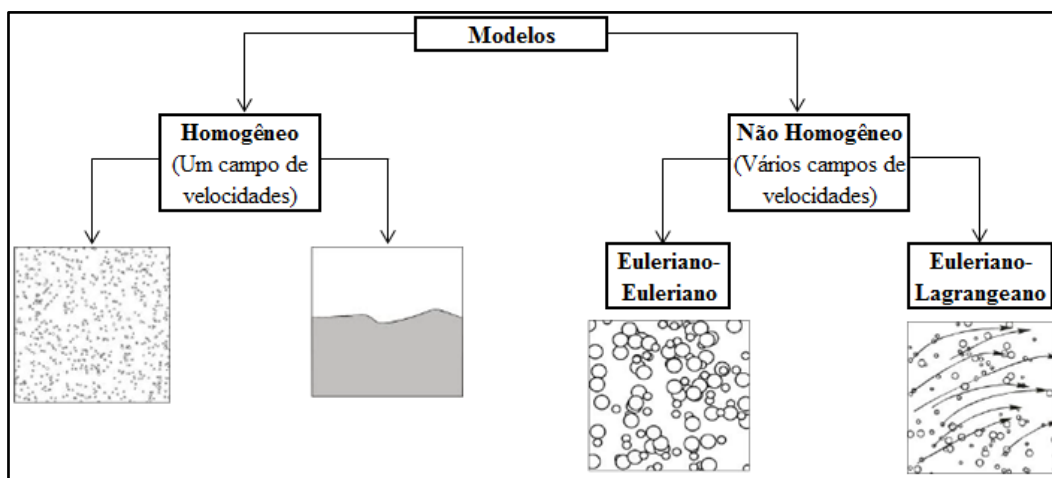 Modelos
Homogêneo
(Um campo de
velocidades)
Não Homogêneo
(Vários campos de
velocidades)
Euleriano-
Euleriano
Euleriano-
Lagrangeano